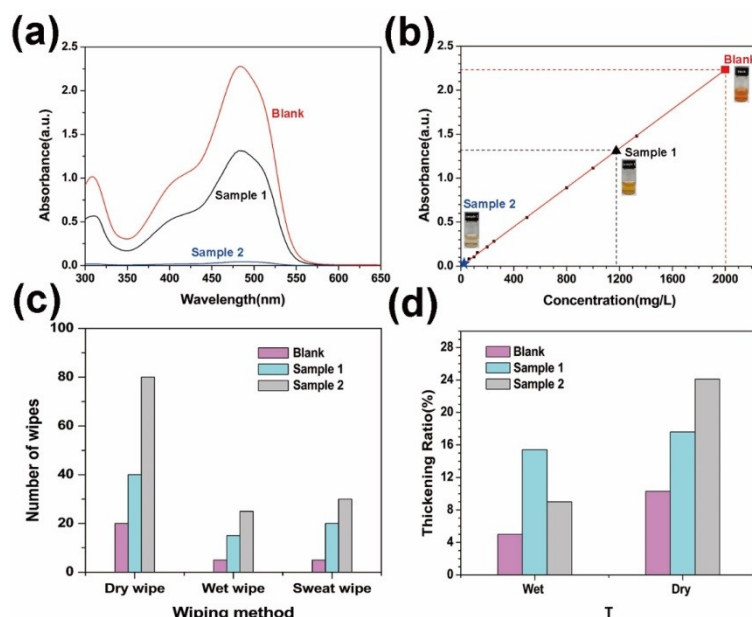 (a)
2.5
2.0
1.5
1.0
0.5
0.0
Absorbance(a.u.)
Blank
Sample 1
Sample 2
300 350 400 450 500 550 600 650
Wavelength(nm)
(b)
2.5
2.0
1.5
1.0
0.5
0.0
Absorbance(a.u.)
Blank
Sample 1
Sample 2
0 400 800 1200 1600 2000
Concentration(mg/L)
(c)
100
80
60
40
20
0
Number of wipes
Blank
Sample 1
Sample 2
Dry wipe Wet wipe Sweat wipe
Wiping method
(d)
28
24
20
16
12
8
4
0
Thickening Ratio(%)
Blank
Sample 1
Sample 2
Wet Dry
T